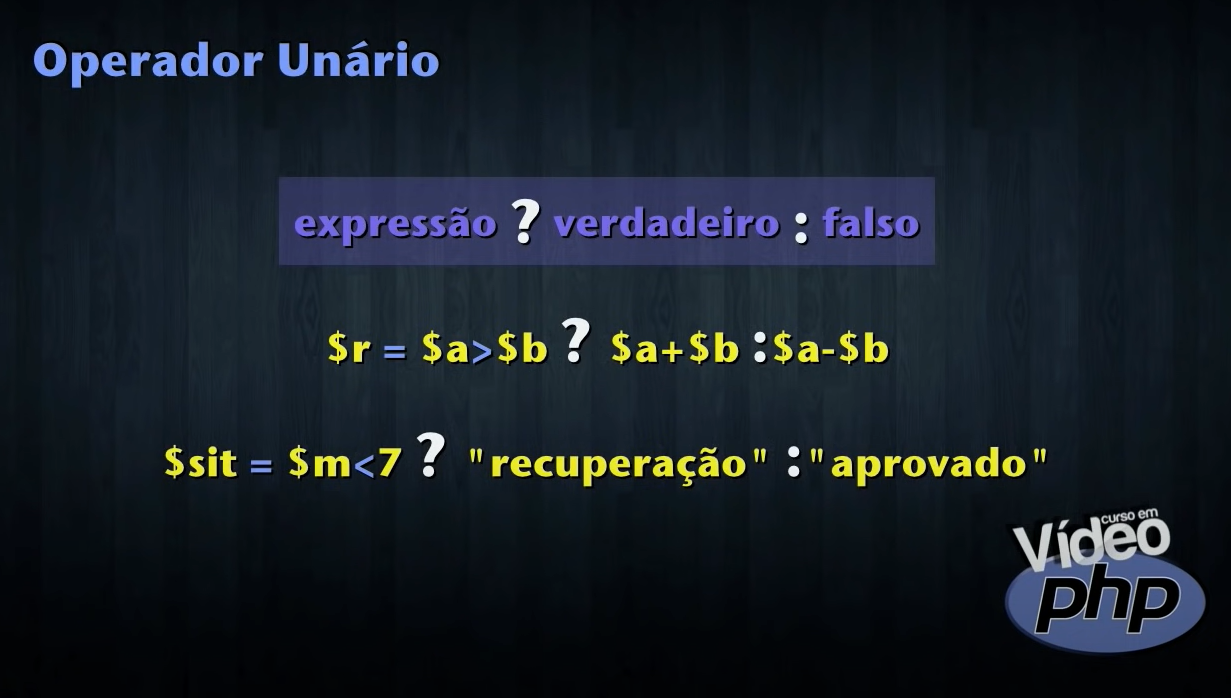 Operador Unário
expressão ? verdadeiro : falso
$r = $a>$b ? $a+$b :$a-$b
$sit = $m<7 ? "recuperação" :"aprovado"
curso em
Vídeo
php